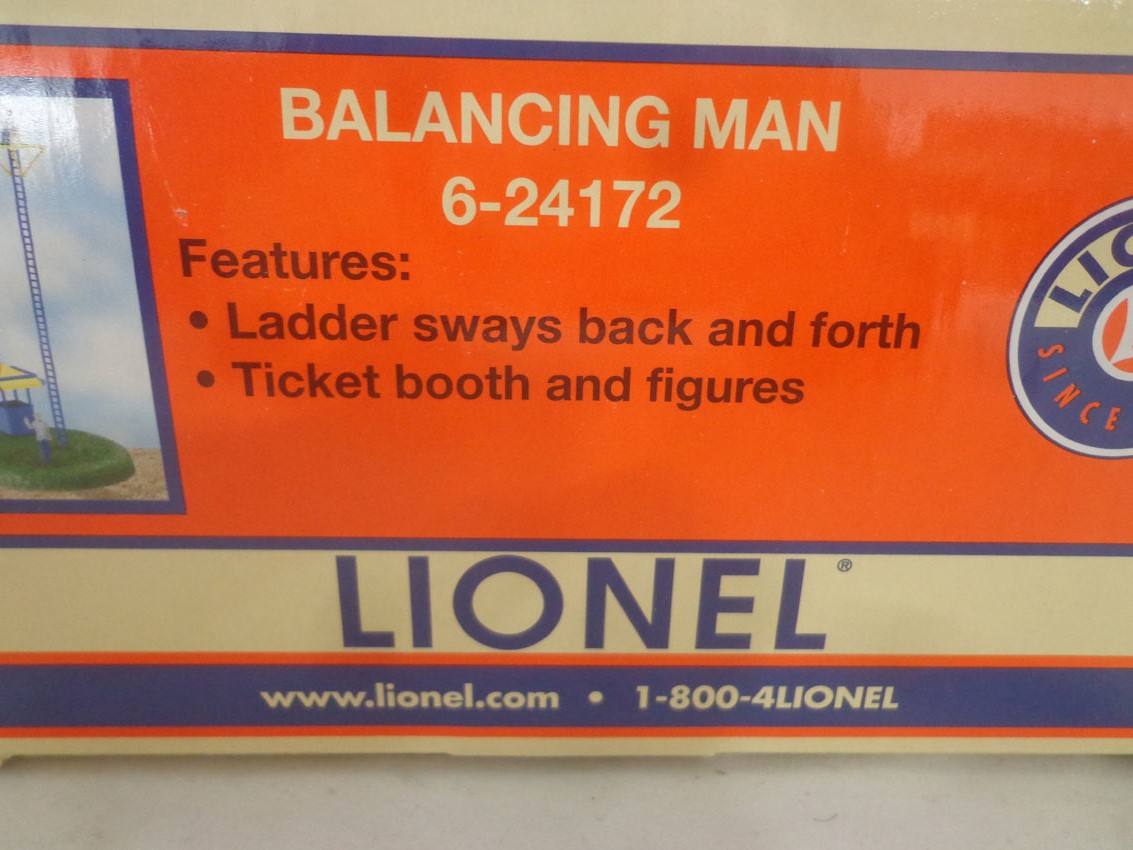 BALANCING MAN
6-24172
Features:
• Ladder sways back and forth
• Ticket booth and figures
SINCE
LIONEL®
www.lionel.com • 1-800-4LIONEL